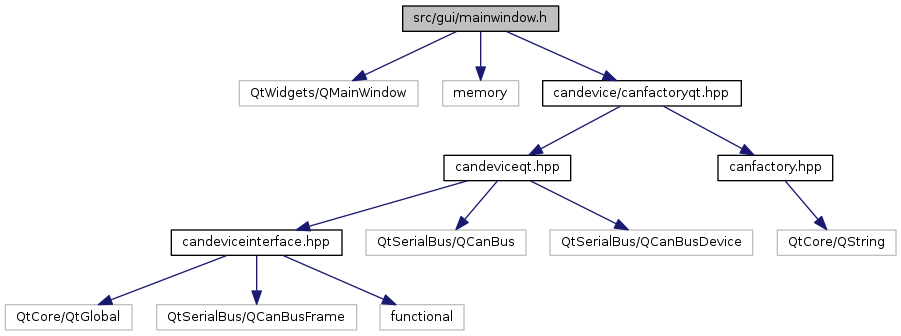 src/gui/mainwindow.h
QtWidgets/QMainWindow
memory
candevice/canfactoryqt.hpp
candeviceqt.hpp
canfactory.hpp
candeviceinterface.hpp
QtSerialBus/QCanBus
QtSerialBus/QCanBusDevice
QtCore/QString
QtCore/QtGlobal
QtSerialBus/QCanBusFrame
functional